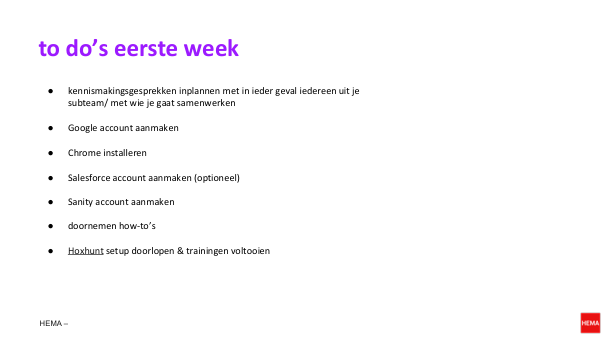 to do’s eerste week
● kennismakingsgesprekken inplannen met in ieder geval iedereen uit je
subteam/ met wie je gaat samenwerken
● Google account aanmaken
● Chrome installeren
● Salesforce account aanmaken (optioneel)
● Sanity account aanmaken
● doornemen how-to’s
● Hoxhunt setup doorlopen & trainingen voltooien
HEMA –
HEMA